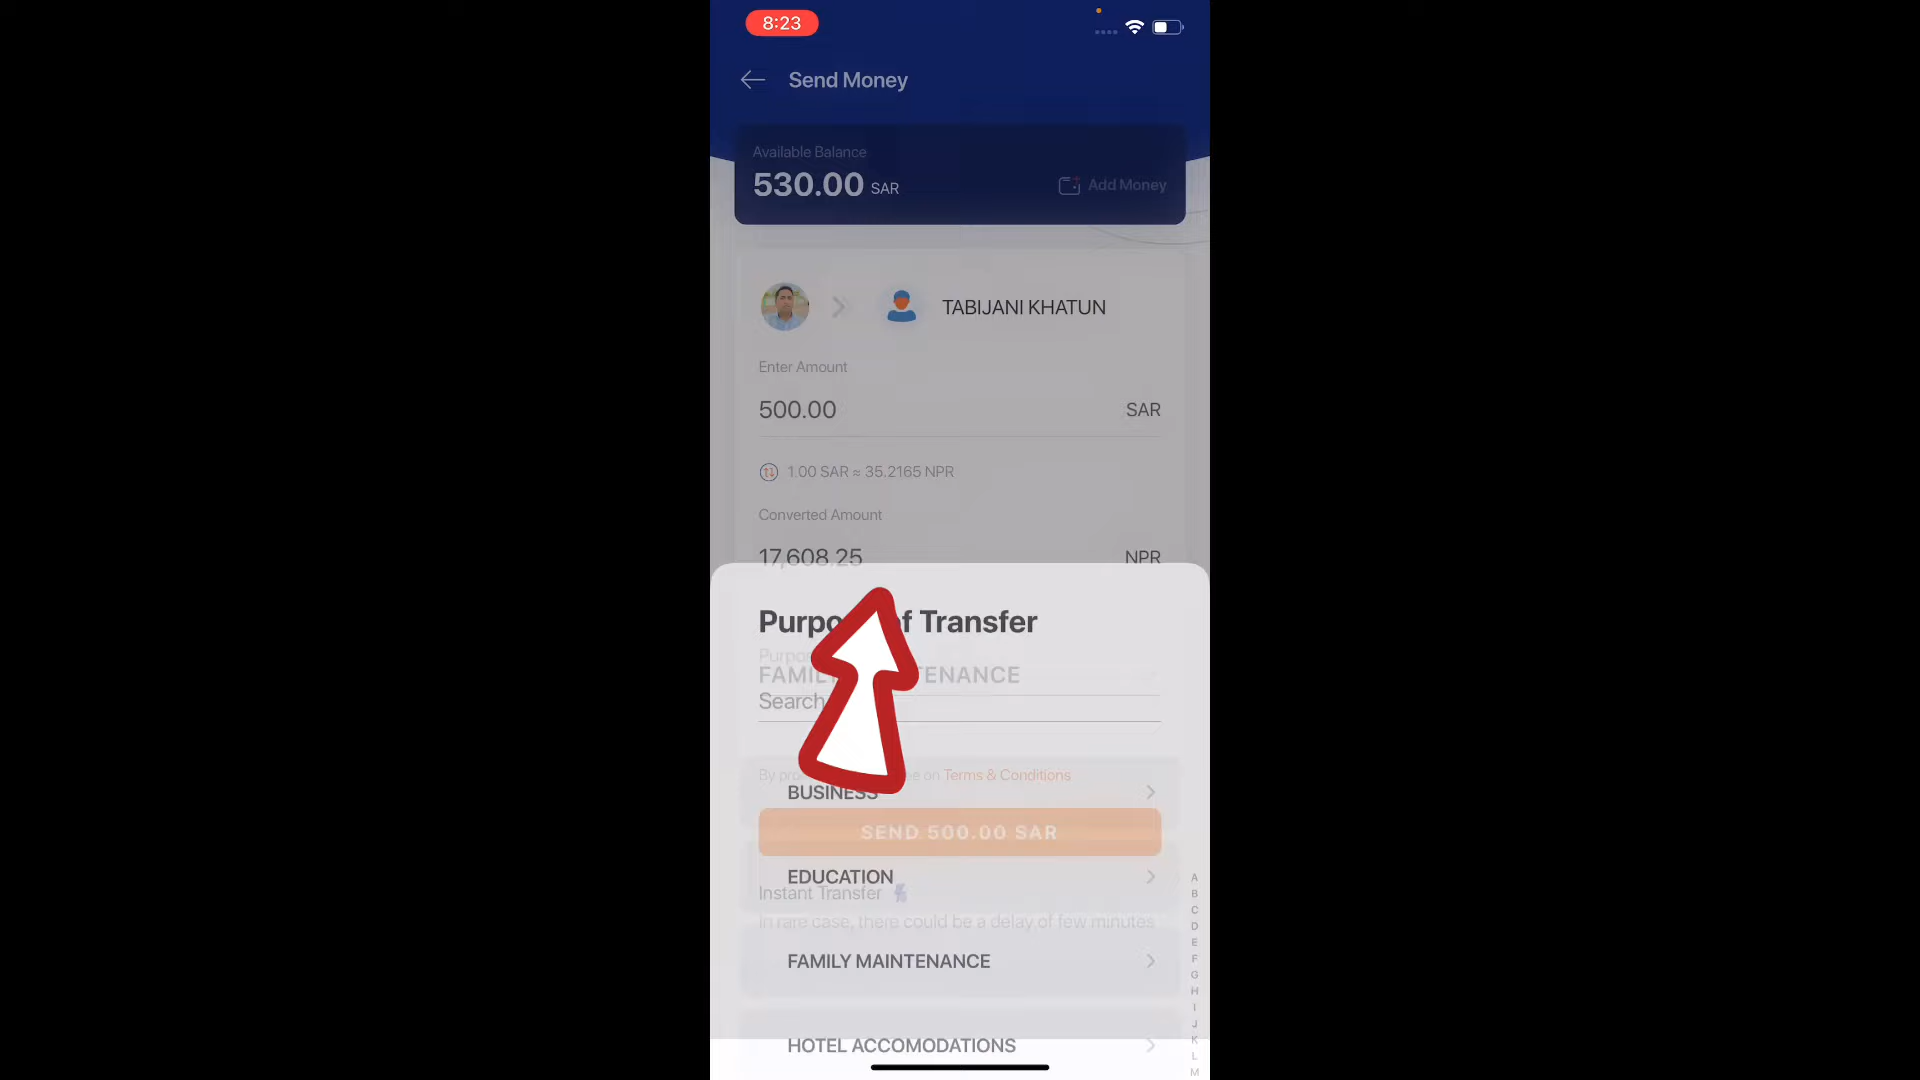 8:23
Send Money
Available Balance
530.00 SAR
Add Money
TABIJANI KHATUN
Enter Amount
500.00 SAR
1.00 SAR ≈ 35.2165 NPR
Converted Amount
17,608.25 NPR
Transfer
Search
Terms & Conditions
BUSINESS
SEND 500.00 SAR
EDUCATION
Instant Transfer
In rare case, there could be a delay of few minutes
FAMILY MAINTENANCE
HOTEL ACCOMODATIONS
A
B
C
D
E
F
G
H
I
J
K
L
M